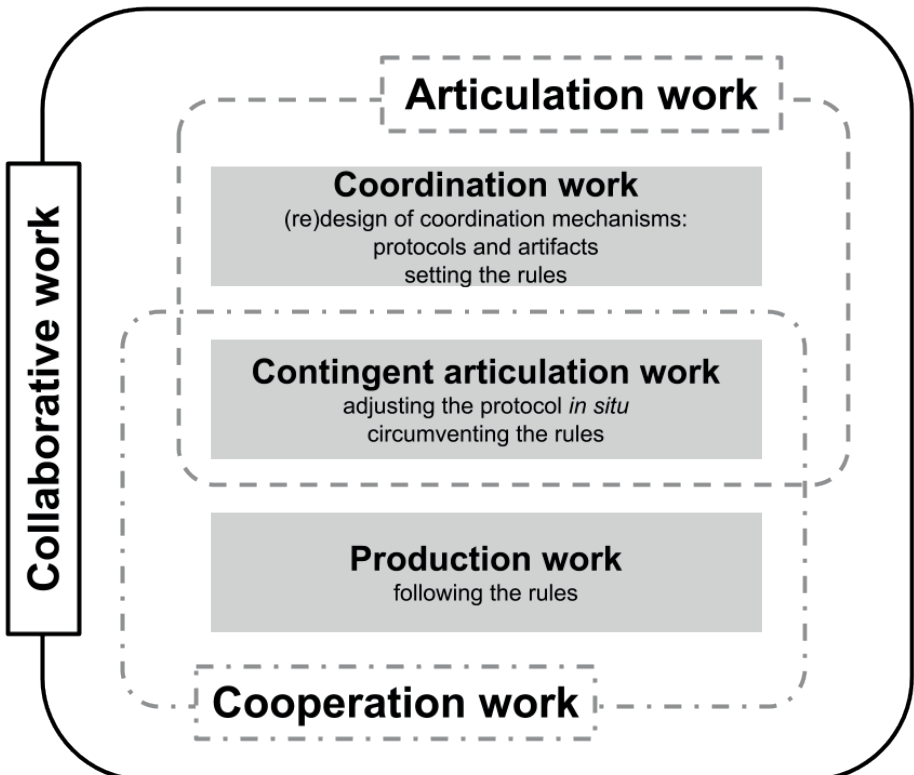 Collaborative work
Articulation work
Coordination work
(re)design of coordination mechanisms:
protocols and artifacts
setting the rules
Contingent articulation work
adjusting the protocol in situ
circumventing the rules
Production work
following the rules
Cooperation work